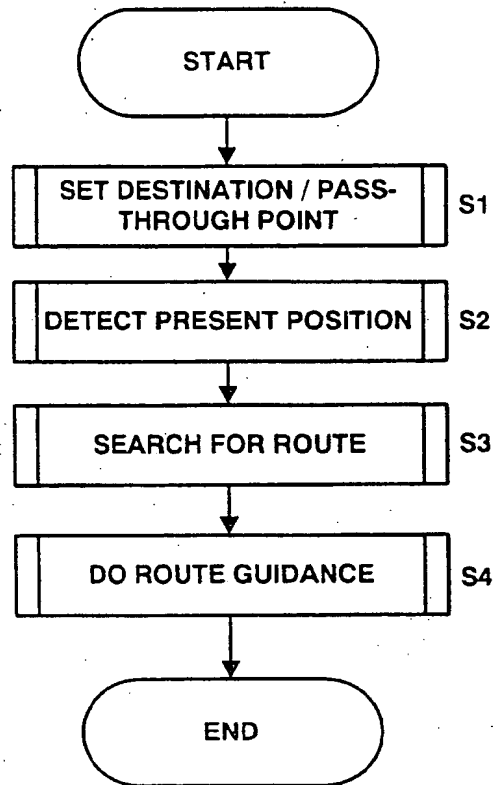 START
SET DESTINATION / PASS-
THROUGH POINT
S1
DETECT PRESENT POSITION
S2
SEARCH FOR ROUTE
S3
DO ROUTE GUIDANCE
S4
END